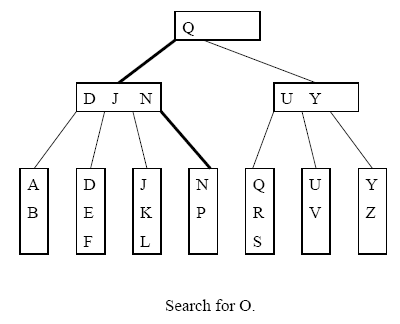 Q
D J N
U Y
A D J N Q U Y
B E K P R V Z
F L S
Search for O.